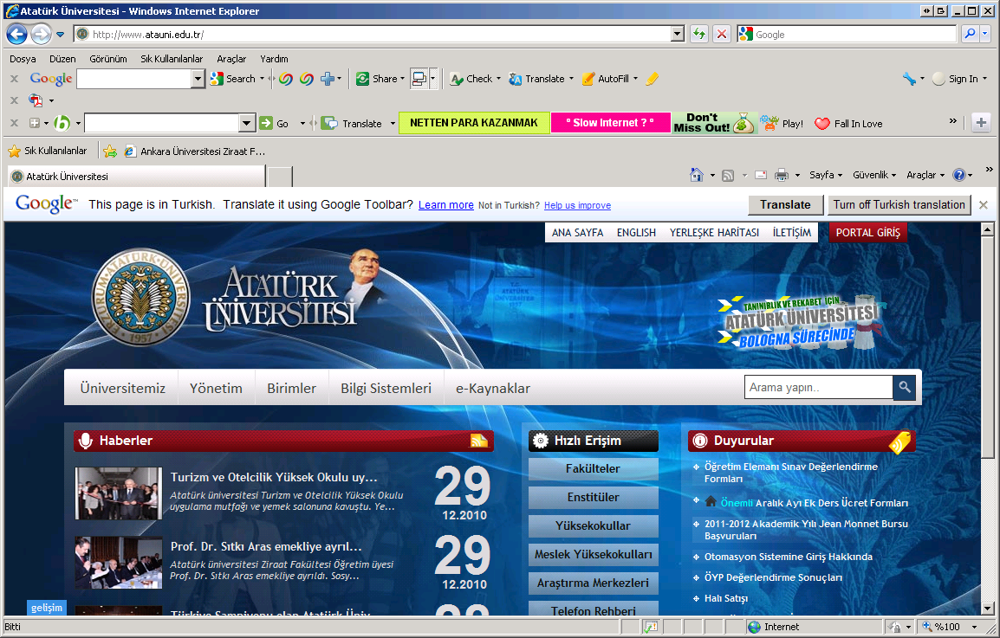 Atatürk Üniversitesi - Windows Internet Explorer
http://www.atauni.edu.tr/
Google
Dosya Düzen Görünüm Sık Kullanılanlar Araçlar Yardım
Google Search Share Check Translate AutoFill Sign In
Go Translate NETTEN PARA KAZANMAK ° Slow Internet ? ° Don't Miss Out! Play! Fall In Love
Sık Kullanılanlar Ankara Üniversitesi Ziraat F...
Atatürk Üniversitesi
Sayfa Güvenlik Araçlar
Google™ This page is in Turkish. Translate it using Google Toolbar? Learn more Not in Turkish? Help us improve Translate Turn off Turkish translation
ANA SAYFA ENGLISH YERLEŞKE HARİTASI İLETİŞİM PORTAL GİRİŞ
ERZURUM ATATÜRK ÜNİVERSİTESİ
1957
ATATÜRK
ÜNİVERSİTESİ
T.C.
ATATÜRK
ÜNİVERSİTESİ
TANINIRLIK VE REKABET İÇİN
ATATÜRK ÜNİVERSİTESİ
BOLOGNA SÜRECİNDE
Üniversitemiz Yönetim Birimler Bilgi Sistemleri e-Kaynaklar Arama yapın..
Haberler
Turizm ve Otelcilik Yüksek Okulu uy...
Atatürk üniversitesi Turizm ve Otelcilik Yüksek Okulu
uygulama mutfağı ve yemek salonuna kavuştu. Ye...
29
12.2010
Prof. Dr. Sıtkı Aras emekliye ayrıl...
Atatürk üniversitesi Ziraat Fakültesi Öğretim üyesi
Prof. Dr. Sıtkı Aras emekliye ayrıldı. Sosy...
29
12.2010
Türkiye Şampiyonu olan Atatürk Üniv...
Hızlı Erişim
Fakülteler
Enstitüler
Yüksekokullar
Meslek Yüksekokulları
Araştırma Merkezleri
Telefon Rehberi
Duyurular
Öğretim Elemanı Sınav Değerlendirme
Formları
Önemli Aralık Ayı Ek Ders Ücret Formları
2011-2012 Akademik Yılı Jean Monnet Bursu
Başvuruları
Otomasyon Sistemine Giriş Hakkında
ÖYP Değerlendirme Sonuçları
Halı Satışı
gelişim
Bitti Internet %100